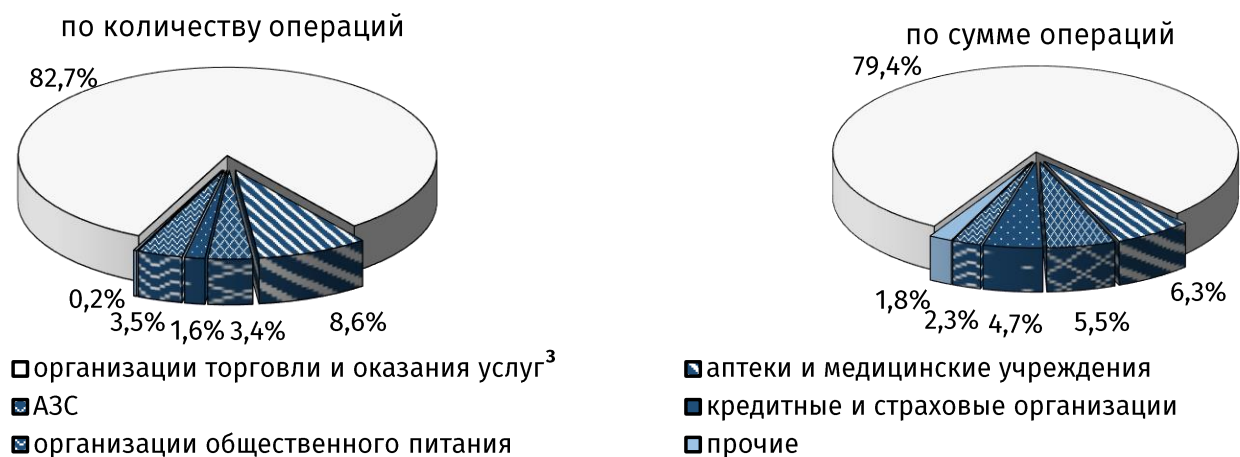 по количеству операций
82,7%
0,2%
3,5%
1,6%
3,4%
8,6%
по сумме операций
79,4%
1,8%
2,3%
4,7%
5,5%
6,3%
организации торговли и оказания услуг³
АЗС
организации общественного питания
аптеки и медицинские учреждения
кредитные и страховые организации
прочие